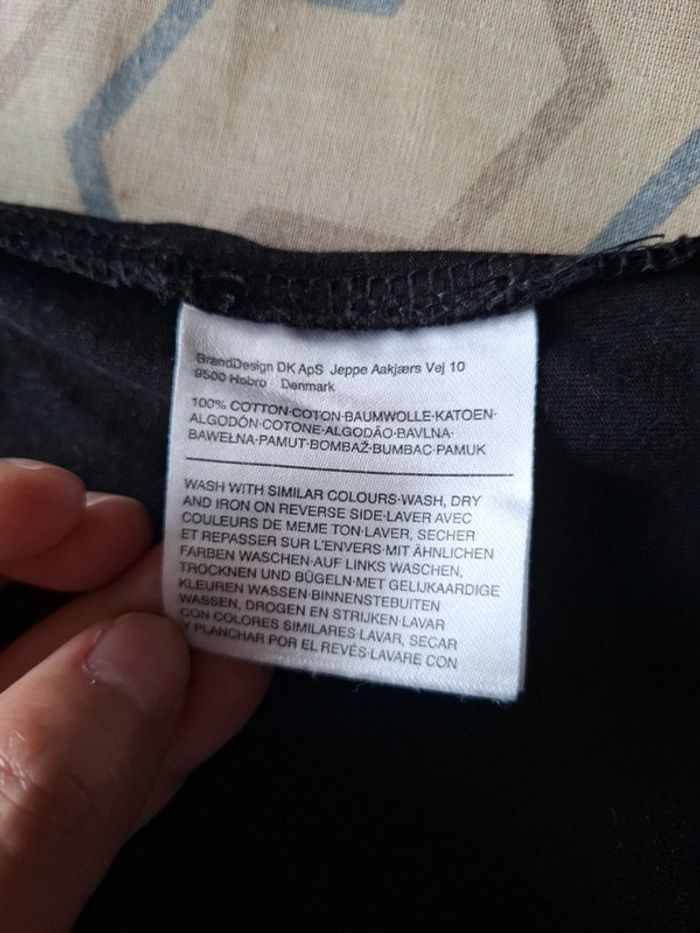 BrandDesign DK ApS Jeppe Aakjærs Vej 10
9500 Hobro Denmark
100% COTTON·COTON·BAUMWOLLE·KATOEN·
ALGODÓN·COTONE·ALGODÃO·BAVLNA·
BAWEŁNA·PAMUT·BOMBAŽ·BUMBAC·PAMUK
WASH WITH SIMILAR COLOURS·WASH, DRY
AND IRON ON REVERSE SIDE·LAVER AVEC
COULEURS DE MEME TON·LAVER, SECHER
ET REPASSER SUR L'ENVERS·MIT ÄHNLICHEN
FARBEN WASCHEN·AUF LINKS WASCHEN,
TROCKNEN UND BÜGELN·MET GELIJKAARDIGE
KLEUREN WASSEN·BINNENSTEBUITEN
WASSEN, DROGEN EN STRIJKEN·LAVAR
CON COLORES SIMILARES·LAVAR, SECAR
Y PLANCHAR POR EL REVÉS·LAVARE CON